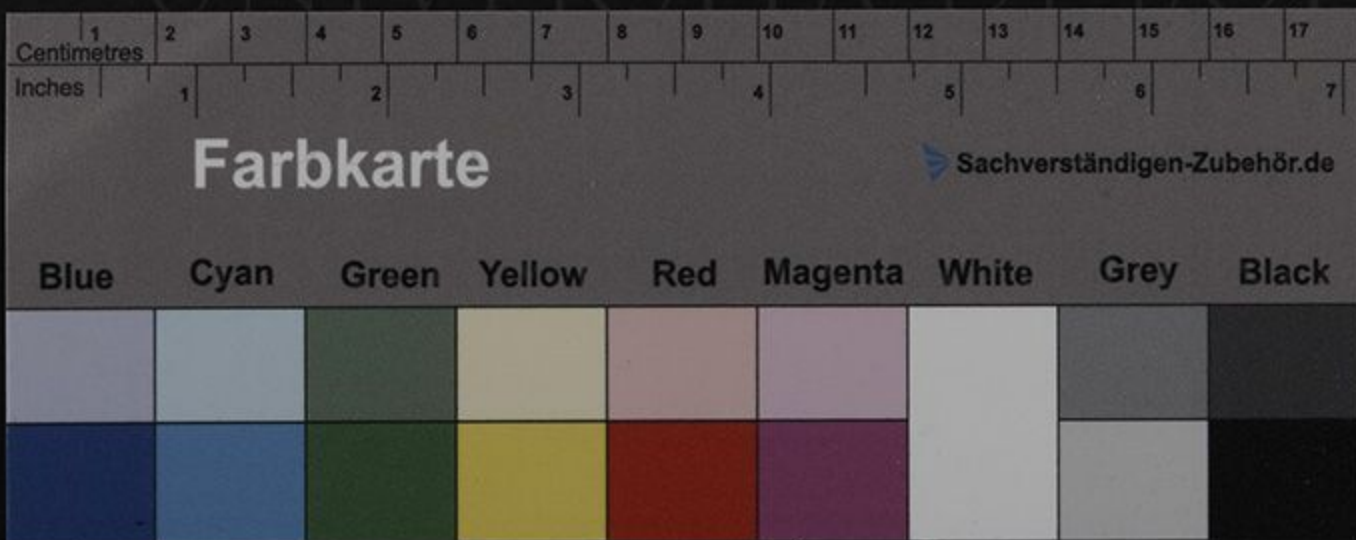 1 2 3 4 5 6 7 8 9 10 11 12 13 14 15 16 17
Centimetres
Inches
1 2 3 4 5 6 7
Farbkarte
Sachverständigen-Zubehör.de
Blue Cyan Green Yellow Red Magenta White Grey Black